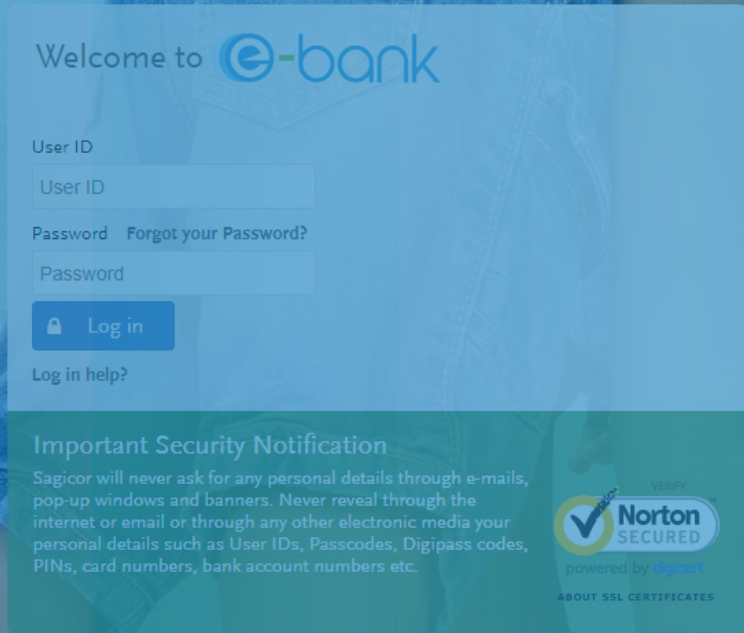 Welcome to e-bank
User ID
User ID
Password Forgot your Password?
Password
Log in
Log in help?
Important Security Notification
Sagicor will never ask for any personal details through e-mails,
pop-up windows and banners. Never reveal through the
internet or email or through any other electronic media your
personal details such as User IDs, Passcodes, Digipass codes,
PINs, card numbers, bank account numbers etc.
VERIFY
Norton
SECURED
powered by digicert
ABOUT SSL CERTIFICATES